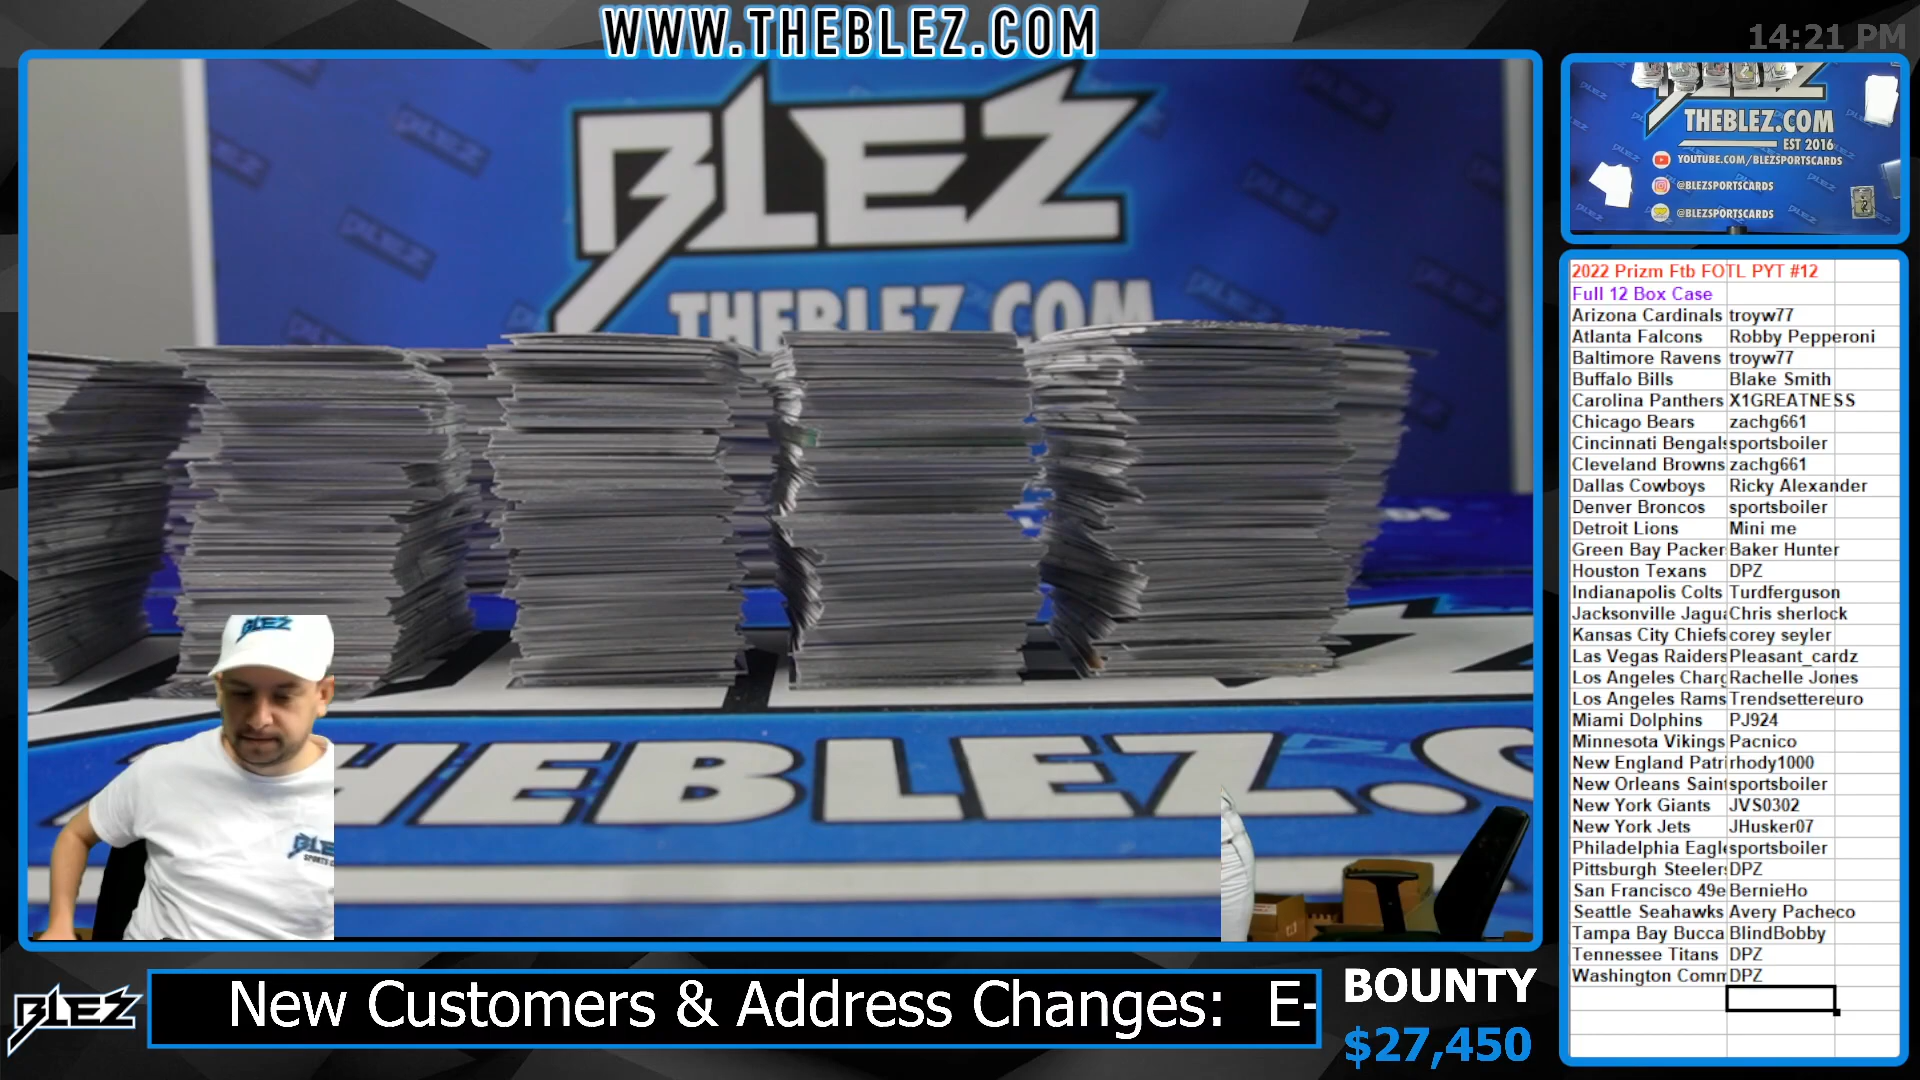 WWW.THEBLEZ.COM
14:21 PM
BLEZ
THEBLEZ.COM
THEBLEZ.C
BLEZ
BLEZ
THEBLEZ.COM
EST 2016
YOUTUBE.COM/BLEZSPORTSCARDS
@BLEZSPORTSCARDS
@BLEZSPORTSCARDS
2022 Prizm Ftb FOTL PYT #12
Full 12 Box Case
Arizona Cardinals troyw77
Atlanta Falcons Robby Pepperoni
Baltimore Ravens troyw77
Buffalo Bills Blake Smith
Carolina Panthers X1GREATNESS
Chicago Bears zachg661
Cincinnati Bengals sportsboiler
Cleveland Browns zachg661
Dallas Cowboys Ricky Alexander
Denver Broncos sportsboiler
Detroit Lions Mini me
Green Bay Packer Baker Hunter
Houston Texans DPZ
Indianapolis Colts Turdferguson
Jacksonville Jagua Chris sherlock
Kansas City Chiefs corey seyler
Las Vegas Raiders Pleasant_cardz
Los Angeles Charg Rachelle Jones
Los Angeles Rams Trendsettereuro
Miami Dolphins PJ924
Minnesota Vikings Pacnico
New England Patri rhody1000
New Orleans Saint sportsboiler
New York Giants JVS0302
New York Jets JHusker07
Philadelphia Eagle sportsboiler
Pittsburgh Steelers DPZ
San Francisco 49e BernieHo
Seattle Seahawks Avery Pacheco
Tampa Bay Bucca BlindBobby
Tennessee Titans DPZ
Washington Comm DPZ
BLEZ
New Customers & Address Changes: E-
BOUNTY
$27,450